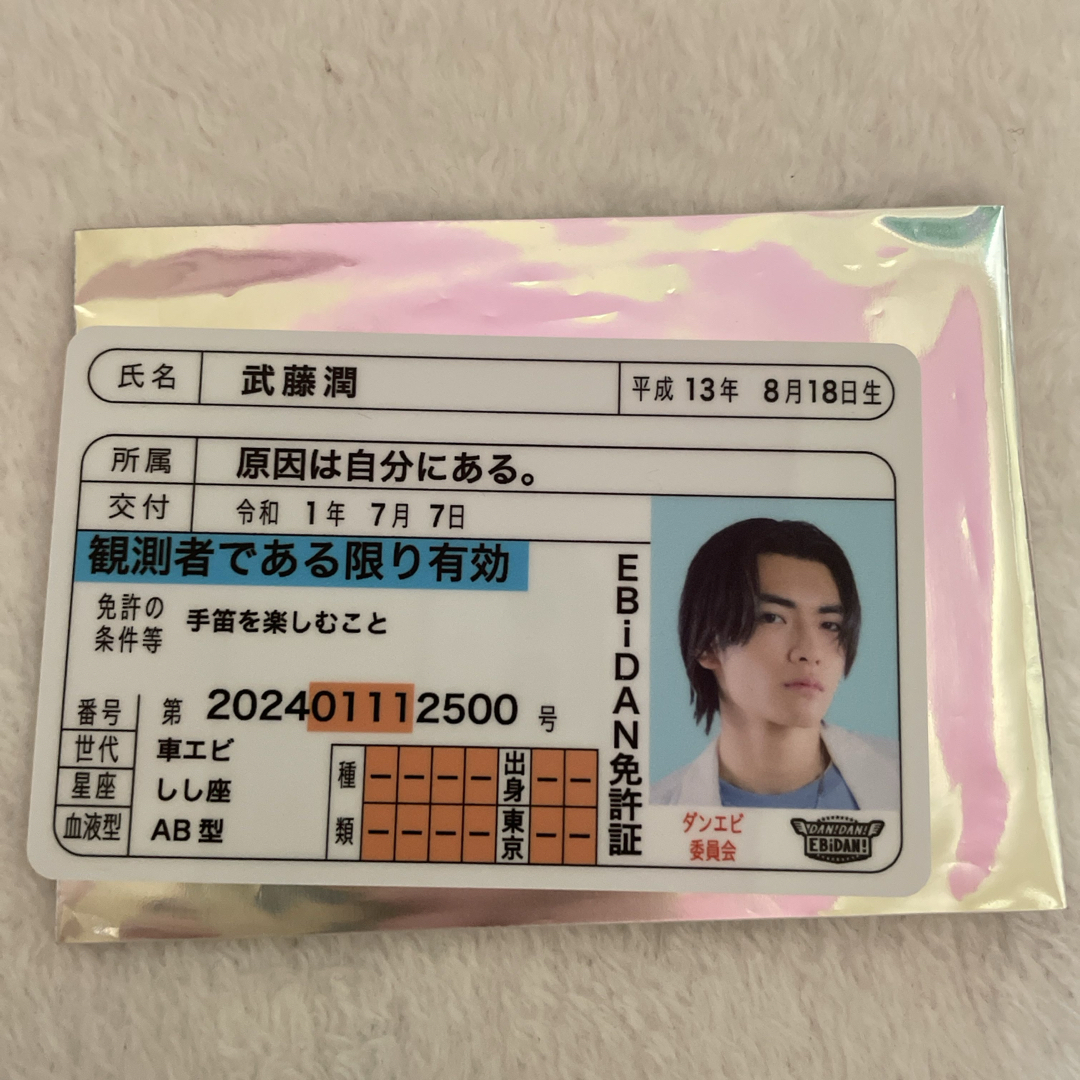 氏名 武藤潤 平成 13年 8月18日生
所属 原因は自分にある。
交付 令和 1年 7月 7日
観測者である限り有効
免許の
条件等 手笛を楽しむこと
番号 第 202401112500 号
世代 車エビ
星座 しし座
血液型 AB型
種類
出身 東京
EBiDAN免許証
ダンエビ
委員会
DAN!DAN!
EBiDAN!